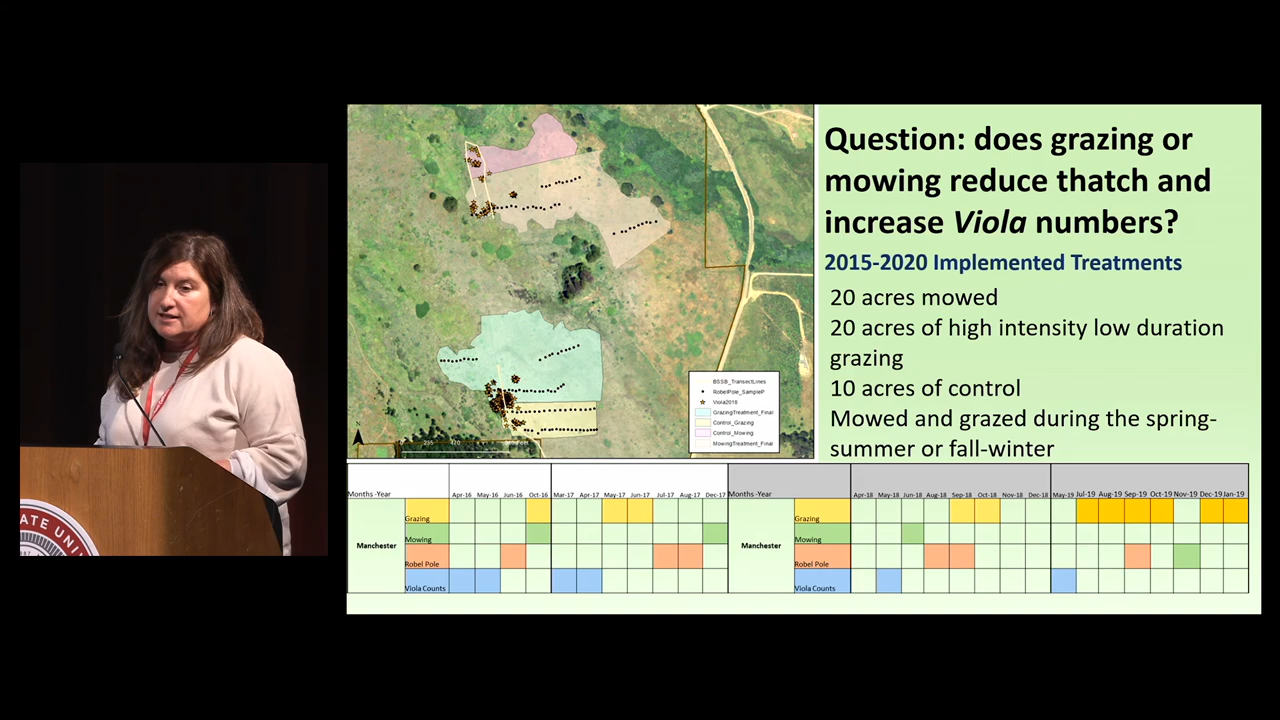 Question: does grazing or
mowing reduce thatch and
increase Viola numbers?
2015-2020 Implemented Treatments
20 acres mowed
20 acres of high intensity low duration
grazing
10 acres of control
Mowed and grazed during the spring-
summer or fall-winter
BSSB_TransectLines
RobelPole_SampleP
Viola2016
GrazingTreatment_Final
Control_Grazing
Control_Mowing
MowingTreatment_Final
N
Months -Year Apr-16 May-16 Jun-16 Oct-16 Mar-17 Apr-17 May-17 Jun-17 Jul-17 Aug-17 Dec-17 Months -Year Apr-18 May-18 Jun-18 Aug-18 Sep-18 Oct-18 Nov-18 Dec-18 May-19 Jul-19 Aug-19 Sep-19 Oct-19 Nov-19 Dec-19 Jan-19
Grazing Grazing
Mowing Mowing
Manchester Manchester
Robel Pole Robel Pole
Viola Counts Viola Counts
ATE UNI